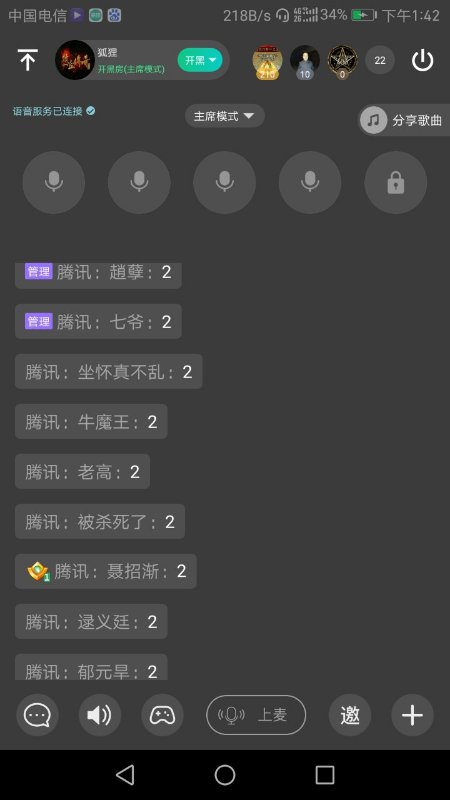 中国电信 218B/s 4G 2G 34% 下午1:42
狐狸
开黑房(主席模式)
开黑
210 10 0 22
语音服务已连接
主席模式
分享歌曲
管理 腾讯：趙孽：2
管理 腾讯：七爷：2
腾讯：坐怀真不乱：2
腾讯：牛魔王：2
腾讯：老高：2
腾讯：被杀死了：2
1 腾讯：聂招渐：2
腾讯：逯义廷：2
腾讯：郁元旱：2
上麦 邀